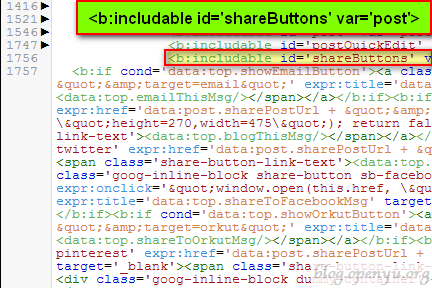 1416
<b:includable id='shareButtons' var='post'>
1521
1546
1747 <b:includable id='postQuickEdit'
1756 <b:includable id='shareButtons' v
1757 <b:if cond='data:top.showEmailButton'><a class
&quot;&amp;target=email&quot;' expr:title='data
<data:top.emailThisMsg/></span></a></b:if><b:if
expr:href='data:post.sharePostUrl + &quot;&amp;
\&quot;height=270,width=475\&quot;); return fal
link-text'><data:top.blogThisMsg/></span></a></
twitter' expr:href='data:post.sharePostUrl + &q
<span class='share-button-link-text'><data:top.
class='goog-inline-block share-button sb-facebo
expr:onclick='&quot;window.open(this.href, \&qu
expr:title='data:top.shareToFacebookMsg' target
</b:if><b:if cond='data:top.showOrkutButton'><a
&quot;&amp;target=orkut&quot;' expr:title='data
<data:top.shareToOrkutMsg/></span></a></b:if><b
pinterest' expr:href='data:post.sharePostUrl +
target='_blank'><span class='share-button-link-
<div class='goog-inline-block